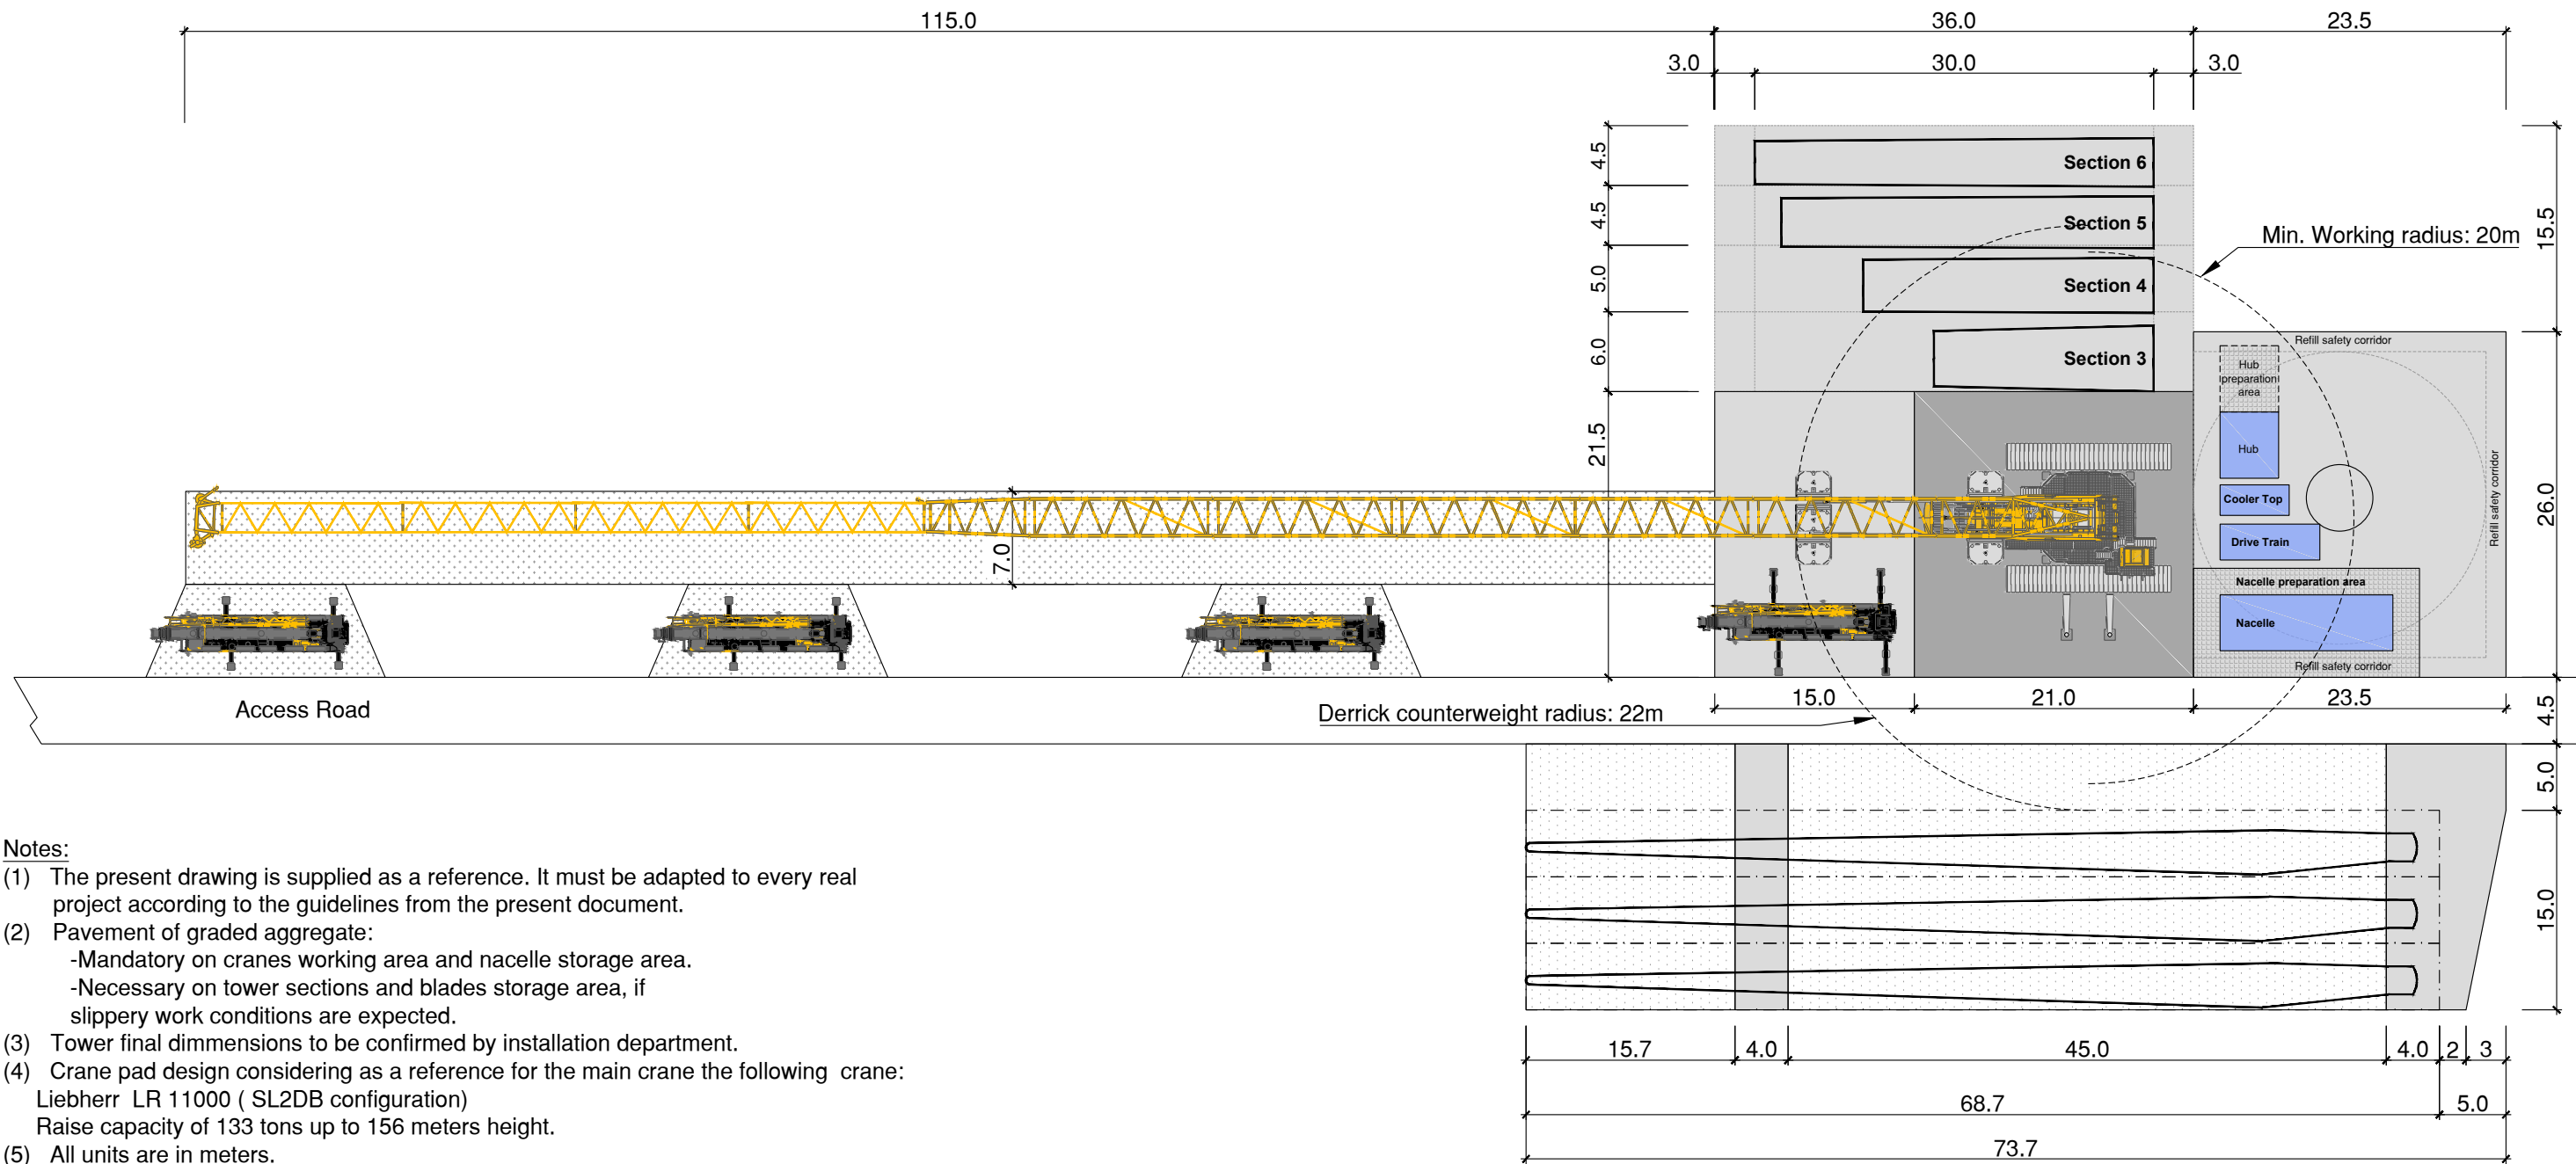 115.0
36.0
23.5
3.0
30.0
3.0
4.5
Section 6
15.5
4.5
Section 5
Min. Working radius: 20m
5.0
Section 4
6.0
Section 3
Refill safety corridor
Hub
preparation
area
21.5
Hub
Refill safety corridor
26.0
Cooler Top
Drive Train
7.0
Nacelle preparation area
Nacelle
Refill safety corridor
Access Road
Derrick counterweight radius: 22m
15.0
21.0
23.5
4.5
5.0
15.0
Notes:
(1) The present drawing is supplied as a reference. It must be adapted to every real
project according to the guidelines from the present document.
(2) Pavement of graded aggregate:
-Mandatory on cranes working area and nacelle storage area.
-Necessary on tower sections and blades storage area, if
slippery work conditions are expected.
(3) Tower final dimmensions to be confirmed by installation department.
(4) Crane pad design considering as a reference for the main crane the following crane:
Liebherr LR 11000 ( SL2DB configuration)
Raise capacity of 133 tons up to 156 meters height.
(5) All units are in meters.
15.7
4.0
45.0
4.0
2
3
68.7
5.0
73.7